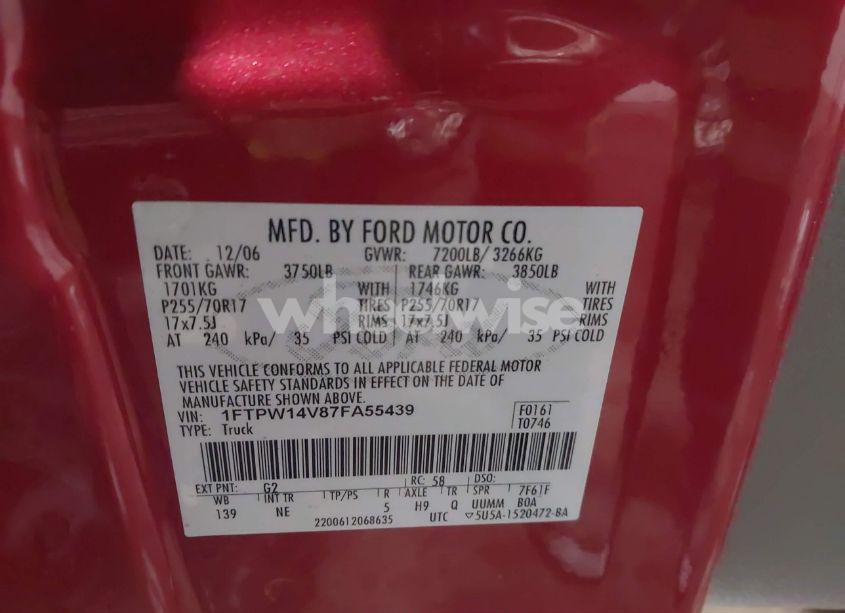 MFD. BY FORD MOTOR CO.
DATE: 12/06 GVWR: 7200LB/ 3266KG
FRONT GAWR: 3750LB REAR GAWR: 3850LB
1701KG WITH 1746KG WITH
P255/70R17 TIRES P255/70R17 TIRES
17x7.5J RIMS 17x7.5J RIMS
AT 240 kPa/ 35 PSI COLD AT 240 kPa/ 35 PSI COLD
wheelwise
THIS VEHICLE CONFORMS TO ALL APPLICABLE FEDERAL MOTOR
VEHICLE SAFETY STANDARDS IN EFFECT ON THE DATE OF
MANUFACTURE SHOWN ABOVE.
VIN: 1FTPW14V87FA55439 F0161
TYPE: Truck T0746
EXT PNT: G2 RC: 58 DSO:
WB INT TR TP/PS R AXLE TR SPR 7F61F
139 NE 5 H9 Q UUMM B0A
2200612068635 UTC ▽5U5A-1520472-BA